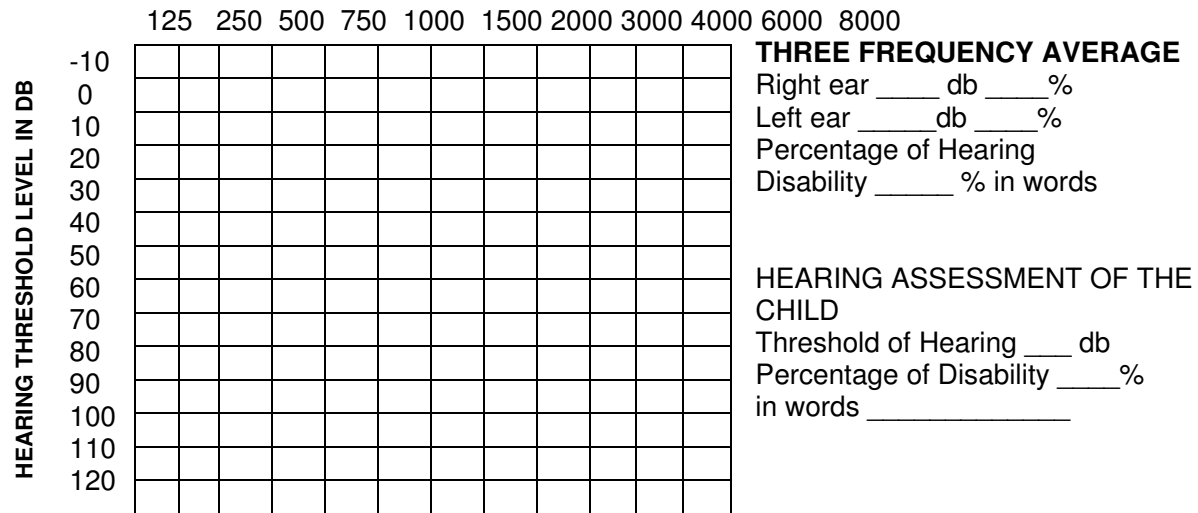 125 250 500 750 1000 1500 2000 3000 4000 6000 8000
HEARING THRESHOLD LEVEL IN DB
-10
0
10
20
30
40
50
60
70
80
90
100
110
120
THREE FREQUENCY AVERAGE
Right ear ____ db ____%
Left ear _____db ____%
Percentage of Hearing
Disability _____ % in words
HEARING ASSESSMENT OF THE
CHILD
Threshold of Hearing ___ db
Percentage of Disability ____%
in words _____________